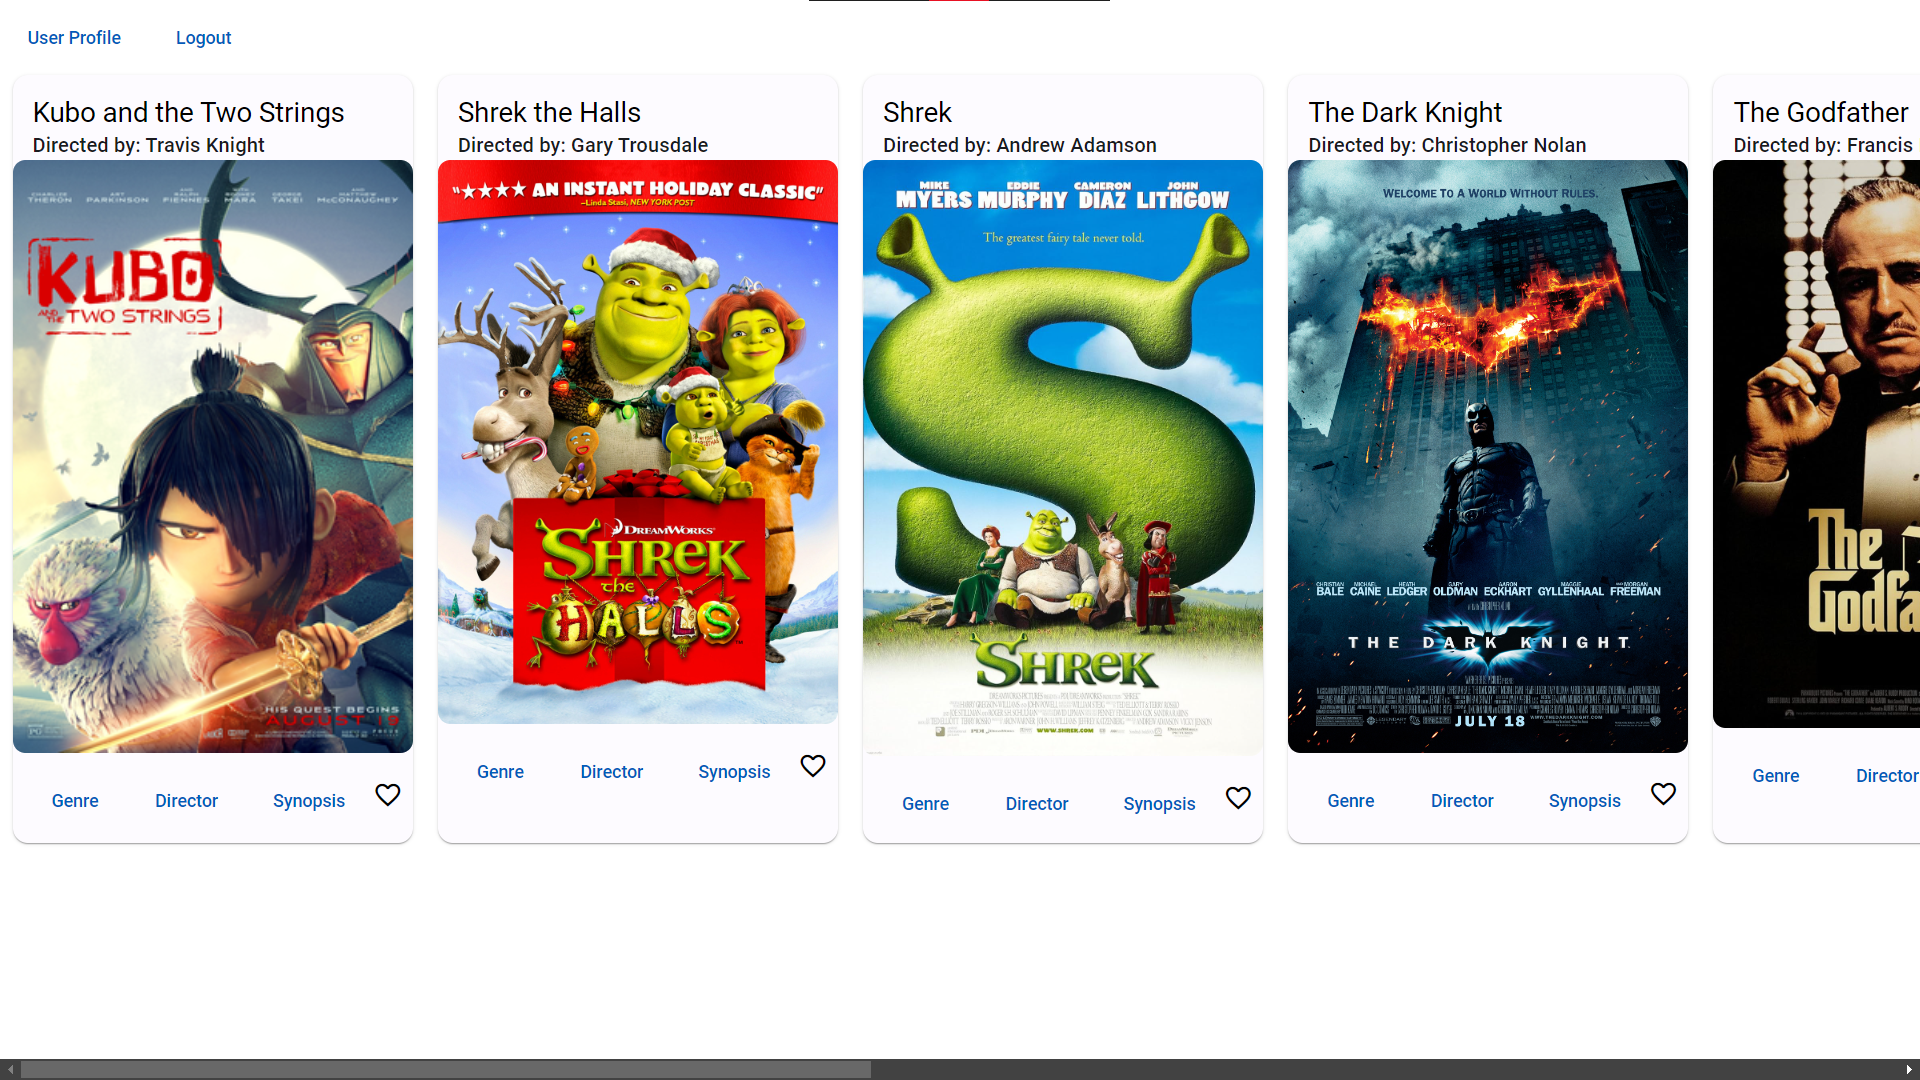 User Profile
Logout
Kubo and the Two Strings
Directed by: Travis Knight
CHARLIZE THERON ART PARKINSON RALPH FIENNES ROONEY MARA GEORGE TAKEI MATTHEW McCONAUGHEY
KUBO
AND THE TWO STRINGS
HIS QUEST BEGINS
AUGUST 19
PG
Genre
Director
Synopsis
Shrek the Halls
Directed by: Gary Trousdale
"★★★★ AN INSTANT HOLIDAY CLASSIC"
–Linda Stasi, NEW YORK POST
DREAMWORKS
SHREK
the
HALLS
Genre
Director
Synopsis
Shrek
Directed by: Andrew Adamson
MIKE MYERS EDDIE MURPHY CAMERON DIAZ JOHN LITHGOW
The greatest fairy tale never told.
SHREK
WWW.SHREK.COM
Genre
Director
Synopsis
The Dark Knight
Directed by: Christopher Nolan
WELCOME TO A WORLD WITHOUT RULES.
CHRISTIAN BALE MICHAEL CAINE HEATH LEDGER GARY OLDMAN AARON ECKHART MAGGIE GYLLENHAAL MORGAN FREEMAN
THE DARK KNIGHT
JULY 18
WWW.THEDARKKNIGHT.COM
Genre
Director
Synopsis
The Godfather
Directed by: Francis
The
Godfa
Genre
Director